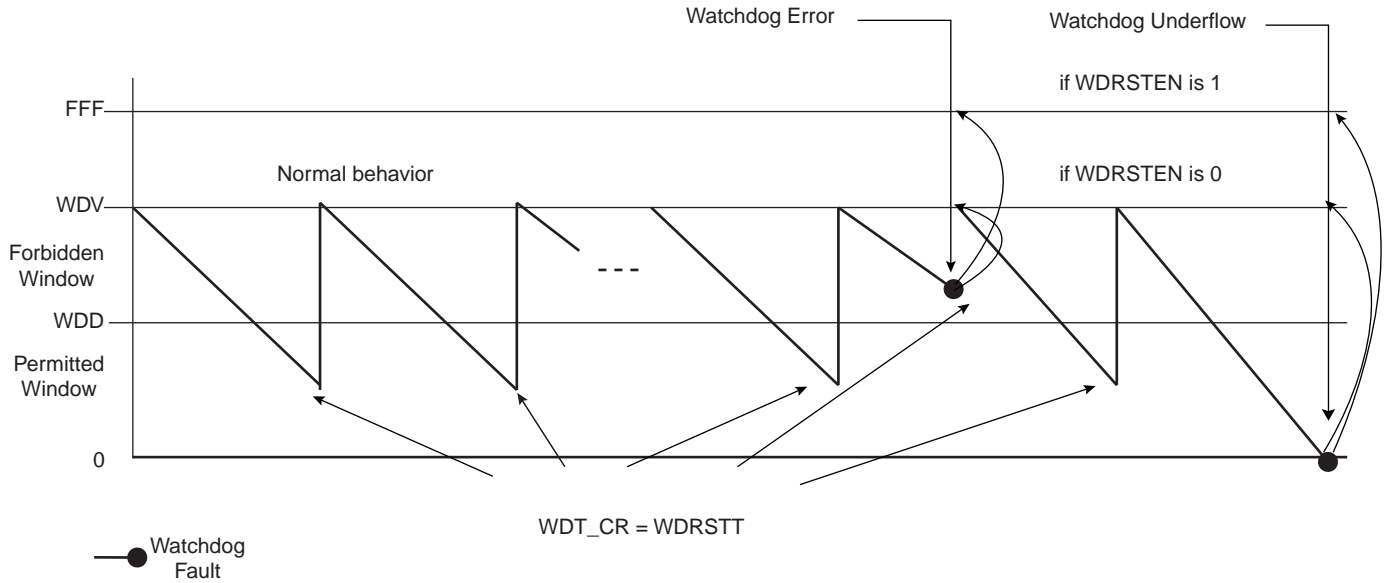 Watchdog Error
Watchdog Underflow
if WDRSTEN is 1
FFF
Normal behavior
if WDRSTEN is 0
WDV
Forbidden
Window
WDD
Permitted
Window
0
WDT_CR = WDRSTT
Watchdog
Fault